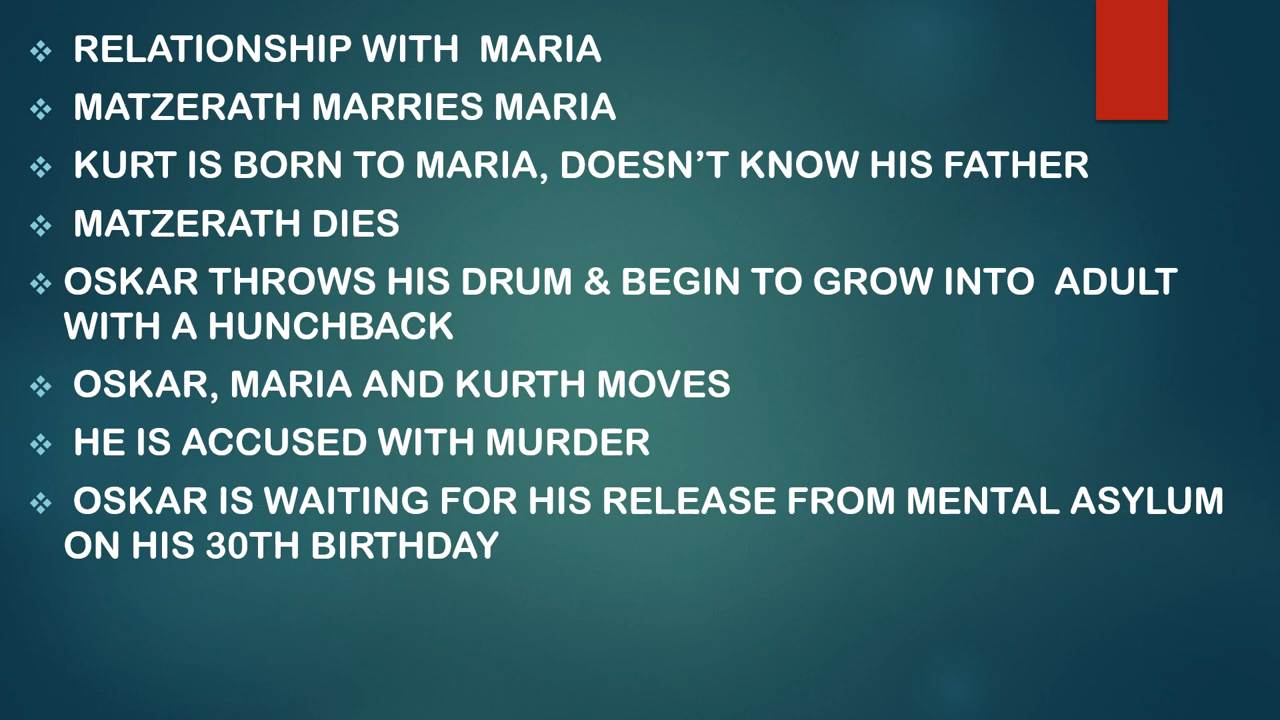 RELATIONSHIP WITH  MARIA
MATZERATH MARRIES MARIA
KURT IS BORN TO MARIA, DOESN’T KNOW HIS FATHER
MATZERATH DIES
OSKAR THROWS HIS DRUM & BEGIN TO GROW INTO  ADULT
WITH A HUNCHBACK
OSKAR, MARIA AND KURTH MOVES
HE IS ACCUSED WITH MURDER
OSKAR IS WAITING FOR HIS RELEASE FROM MENTAL ASYLUM
ON HIS 30TH BIRTHDAY